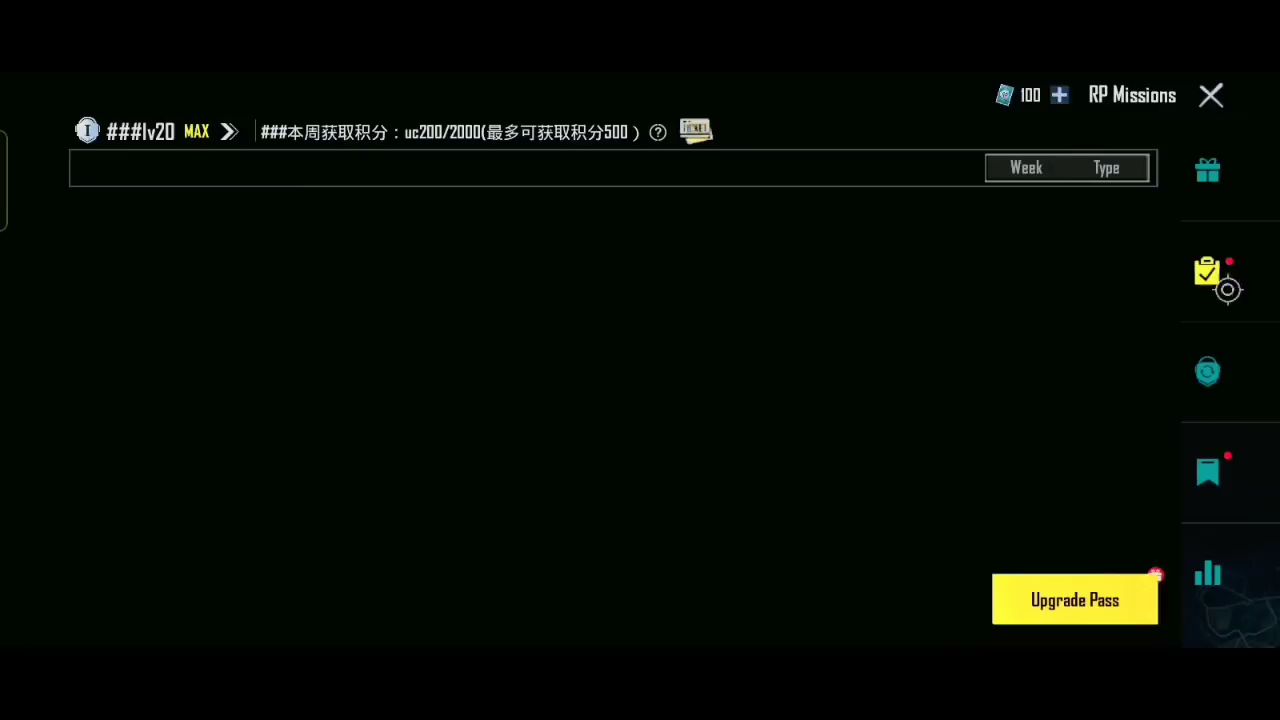 100 RP Missions
I ###lv20 MAX ###本周获取积分：uc200/2000(最多可获取积分500 ) ? TICKET
Week Type
Upgrade Pass